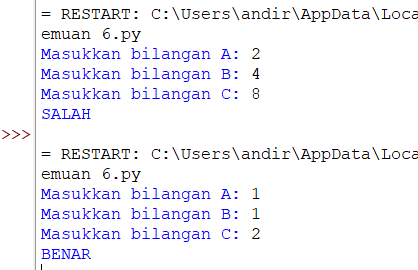 = RESTART: C:\Users\andir\AppData\Loca
emuan 6.py
Masukkan bilangan A: 2
Masukkan bilangan B: 4
Masukkan bilangan C: 8
SALAH
>>>
= RESTART: C:\Users\andir\AppData\Loca
emuan 6.py
Masukkan bilangan A: 1
Masukkan bilangan B: 1
Masukkan bilangan C: 2
BENAR